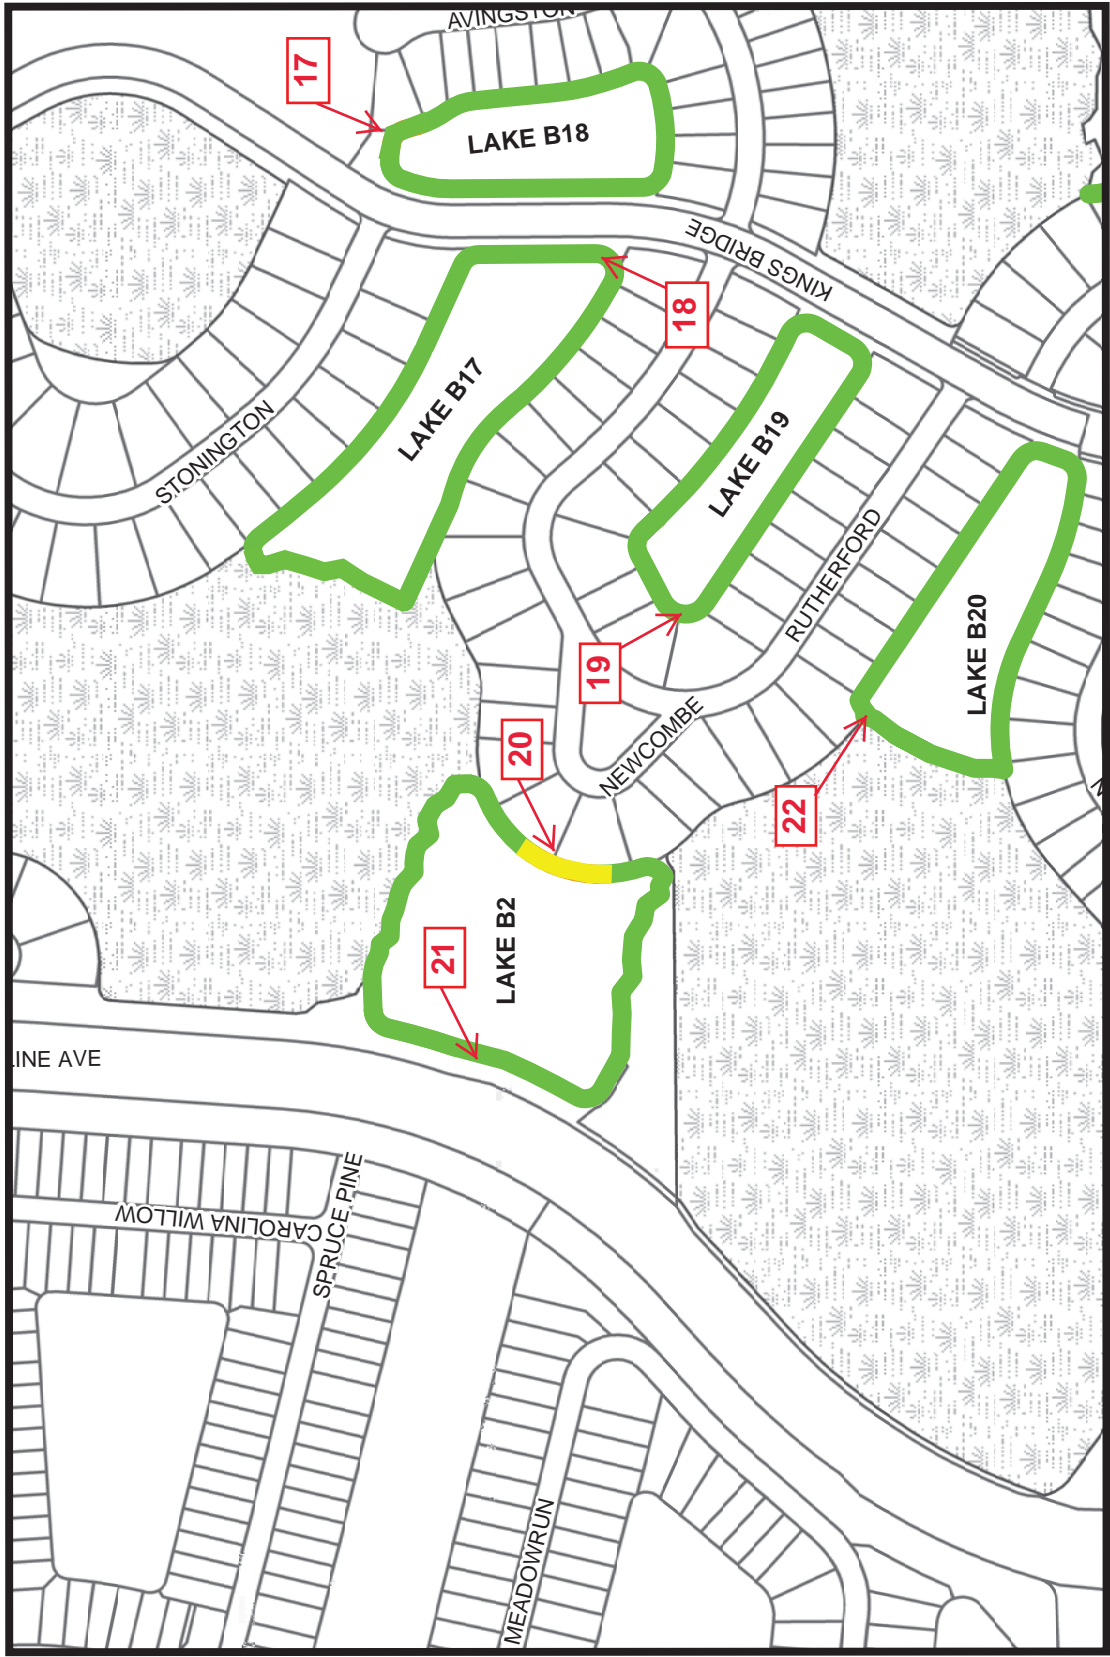 AVINGSTON
17
LAKE B18
KINGS BRIDGE
18
LAKE B17
STONINGTON
LAKE B19
RUTHERFORD
19
LAKE B20
NEWCOMBE
20
22
LAKE B2
21
LINE AVE
CAROLINA WILLOW
SPRUCE PINE
MEADOWRUN